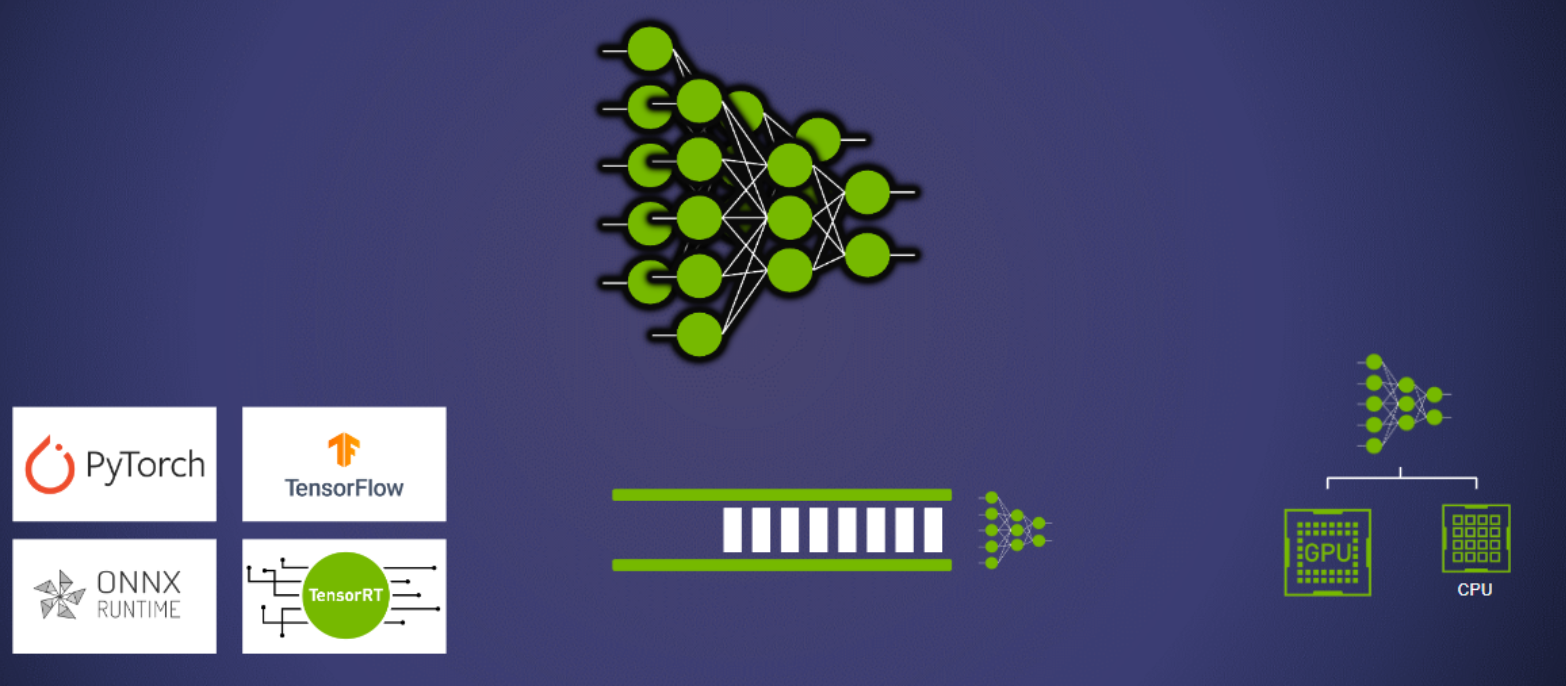 PyTorch
TensorFlow
ONNX
RUNTIME
TensorRT
GPU
CPU